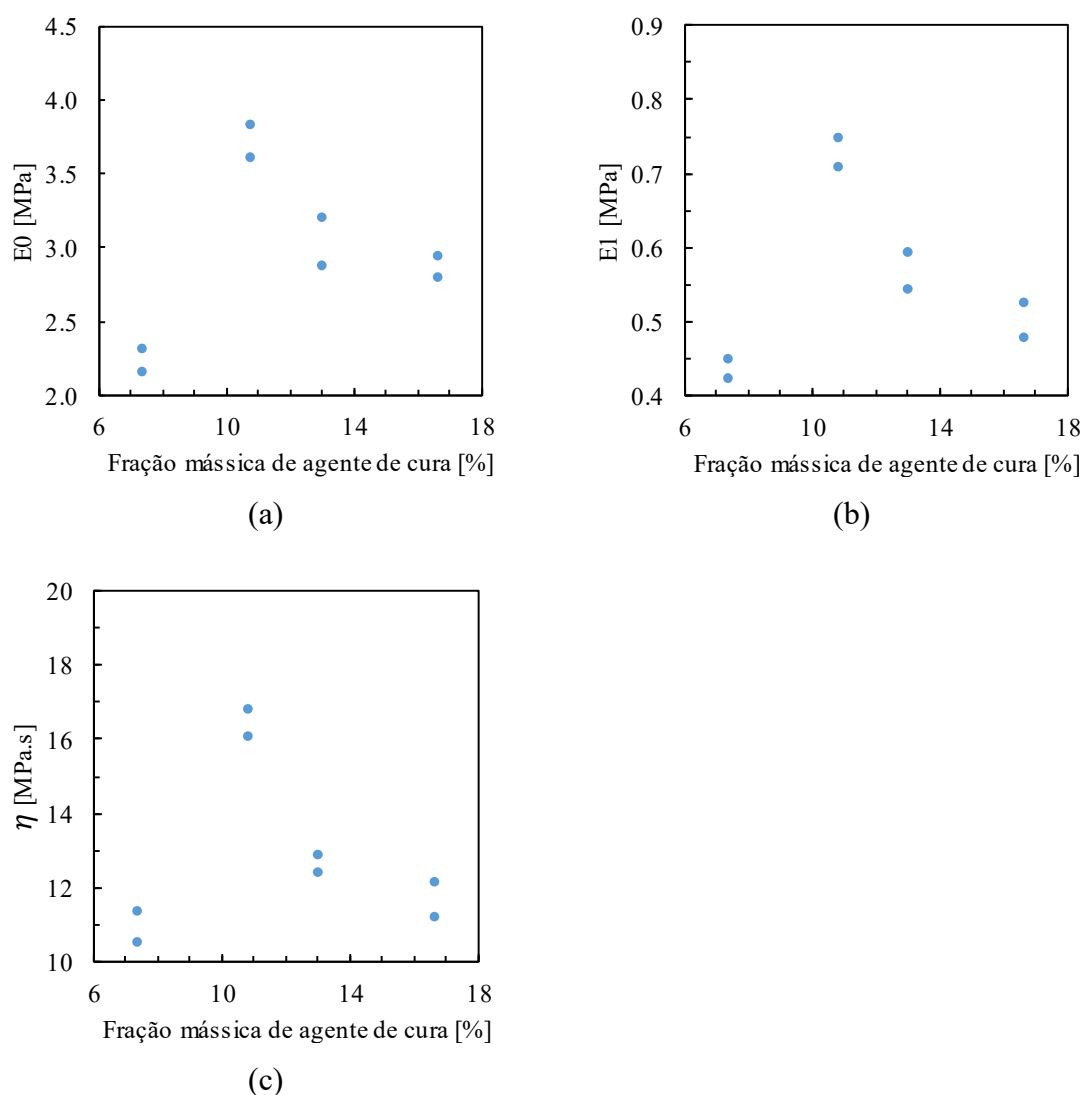 4.5
4.0
3.5
3.0
2.5
2.0
E0 [MPa]
6 10 14 18
Fração mássica de agente de cura [%]
(a)
0.9
0.8
0.7
0.6
0.5
0.4
E1 [MPa]
6 10 14 18
Fração mássica de agente de cura [%]
(b)
20
18
16
14
12
10
η [MPa.s]
6 10 14 18
Fração mássica de agente de cura [%]
(c)